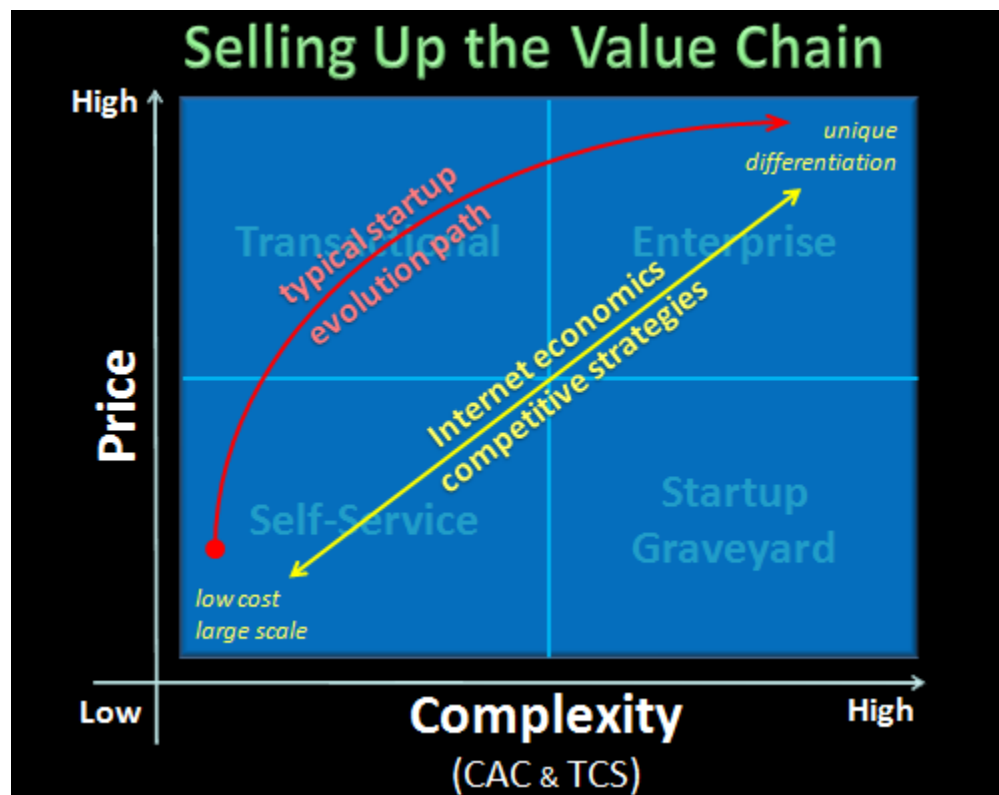 Selling Up the Value Chain
High
unique
differentiation
typical startup
evolution path
Transactional
Enterprise
Internet economics
competitive strategies
Price
Self-Service
Startup
Graveyard
low cost
large scale
Low
Complexity
High
(CAC & TCS)